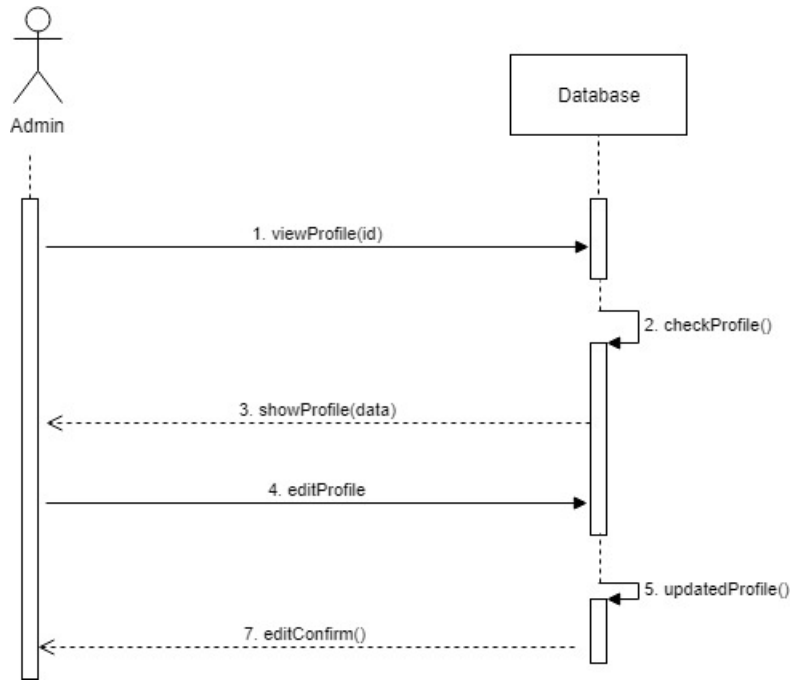 Admin
Database
1. viewProfile(id)
2. checkProfile()
3. showProfile(data)
4. editProfile
5. updatedProfile()
7. editConfirm()